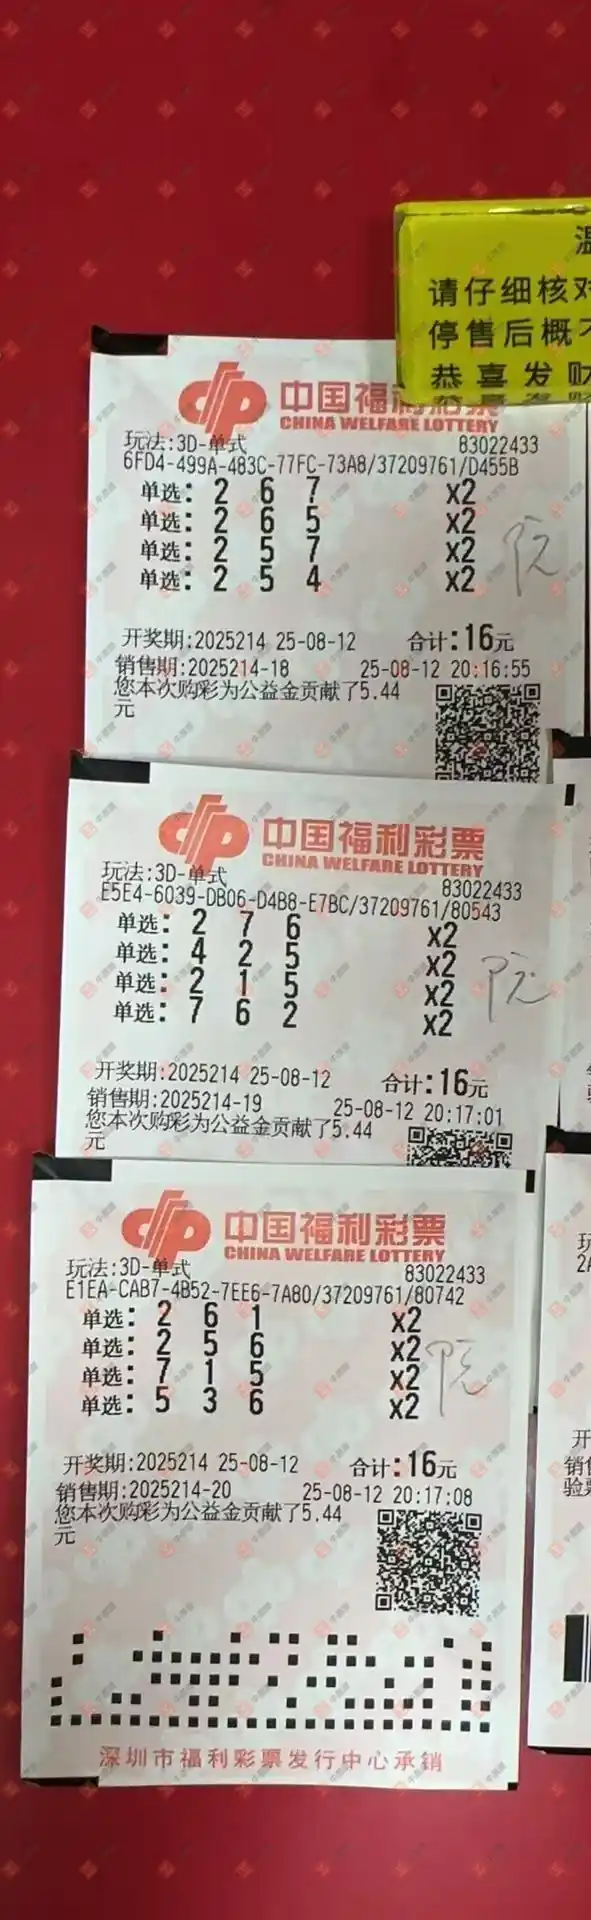 温
请仔细核对
停售后概不
恭喜发财
中国福利彩票
CHINA WELFARE LOTTERY
玩法:3D-单式 83022433
6FD4-499A-483C-77FC-73A8/37209761/D455B
单选: 2 6 7 x2
单选: 2 6 5 x2
单选: 2 5 7 x2
单选: 2 5 4 x2
开奖期:2025214 25-08-12 合计:16元
销售期:2025214-18 25-08-12 20:16:55
您本次购彩为公益金贡献了5.44
元
中国福利彩票
CHINA WELFARE LOTTERY
玩法:3D-单式 83022433
E5E4-6039-DB06-D4B8-E7BC/37209761/80543
单选: 2 7 6 x2
单选: 4 2 5 x2
单选: 2 1 5 x2
单选: 7 6 2 x2
开奖期:2025214 25-08-12 合计:16元
销售期:2025214-19 25-08-12 20:17:01
您本次购彩为公益金贡献了5.44
元
中国福利彩票
CHINA WELFARE LOTTERY
玩法:3D-单式 83022433
E1EA-CAB7-4B52-7EE6-7A80/37209761/80742
单选: 2 6 1 x2
单选: 2 5 6 x2
单选: 7 1 5 x2
单选: 5 3 6 x2
开奖期:2025214 25-08-12 合计:16元
销售期:2025214-20 25-08-12 20:17:08
您本次购彩为公益金贡献了5.44
元
深圳市福利彩票发行中心承销
开
销售
验票